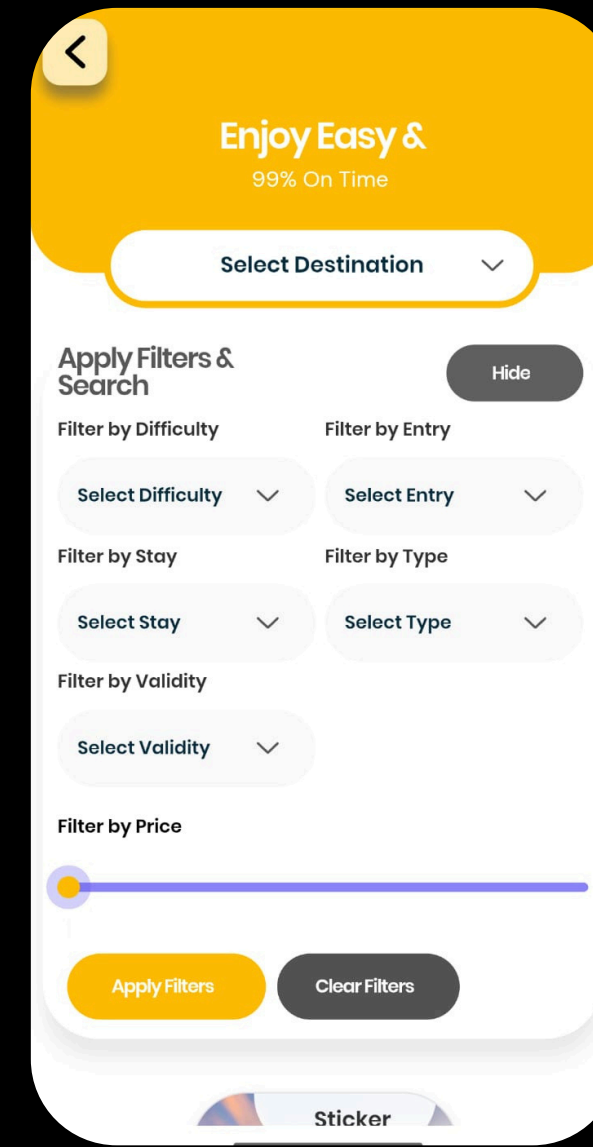 Enjoy Easy &
99% On Time
Select Destination
Apply Filters &
Search
Hide
Filter by Difficulty
Filter by Entry
Select Difficulty
Select Entry
Filter by Stay
Filter by Type
Select Stay
Select Type
Filter by Validity
Select Validity
Filter by Price
Apply Filters
Clear Filters
Sticker